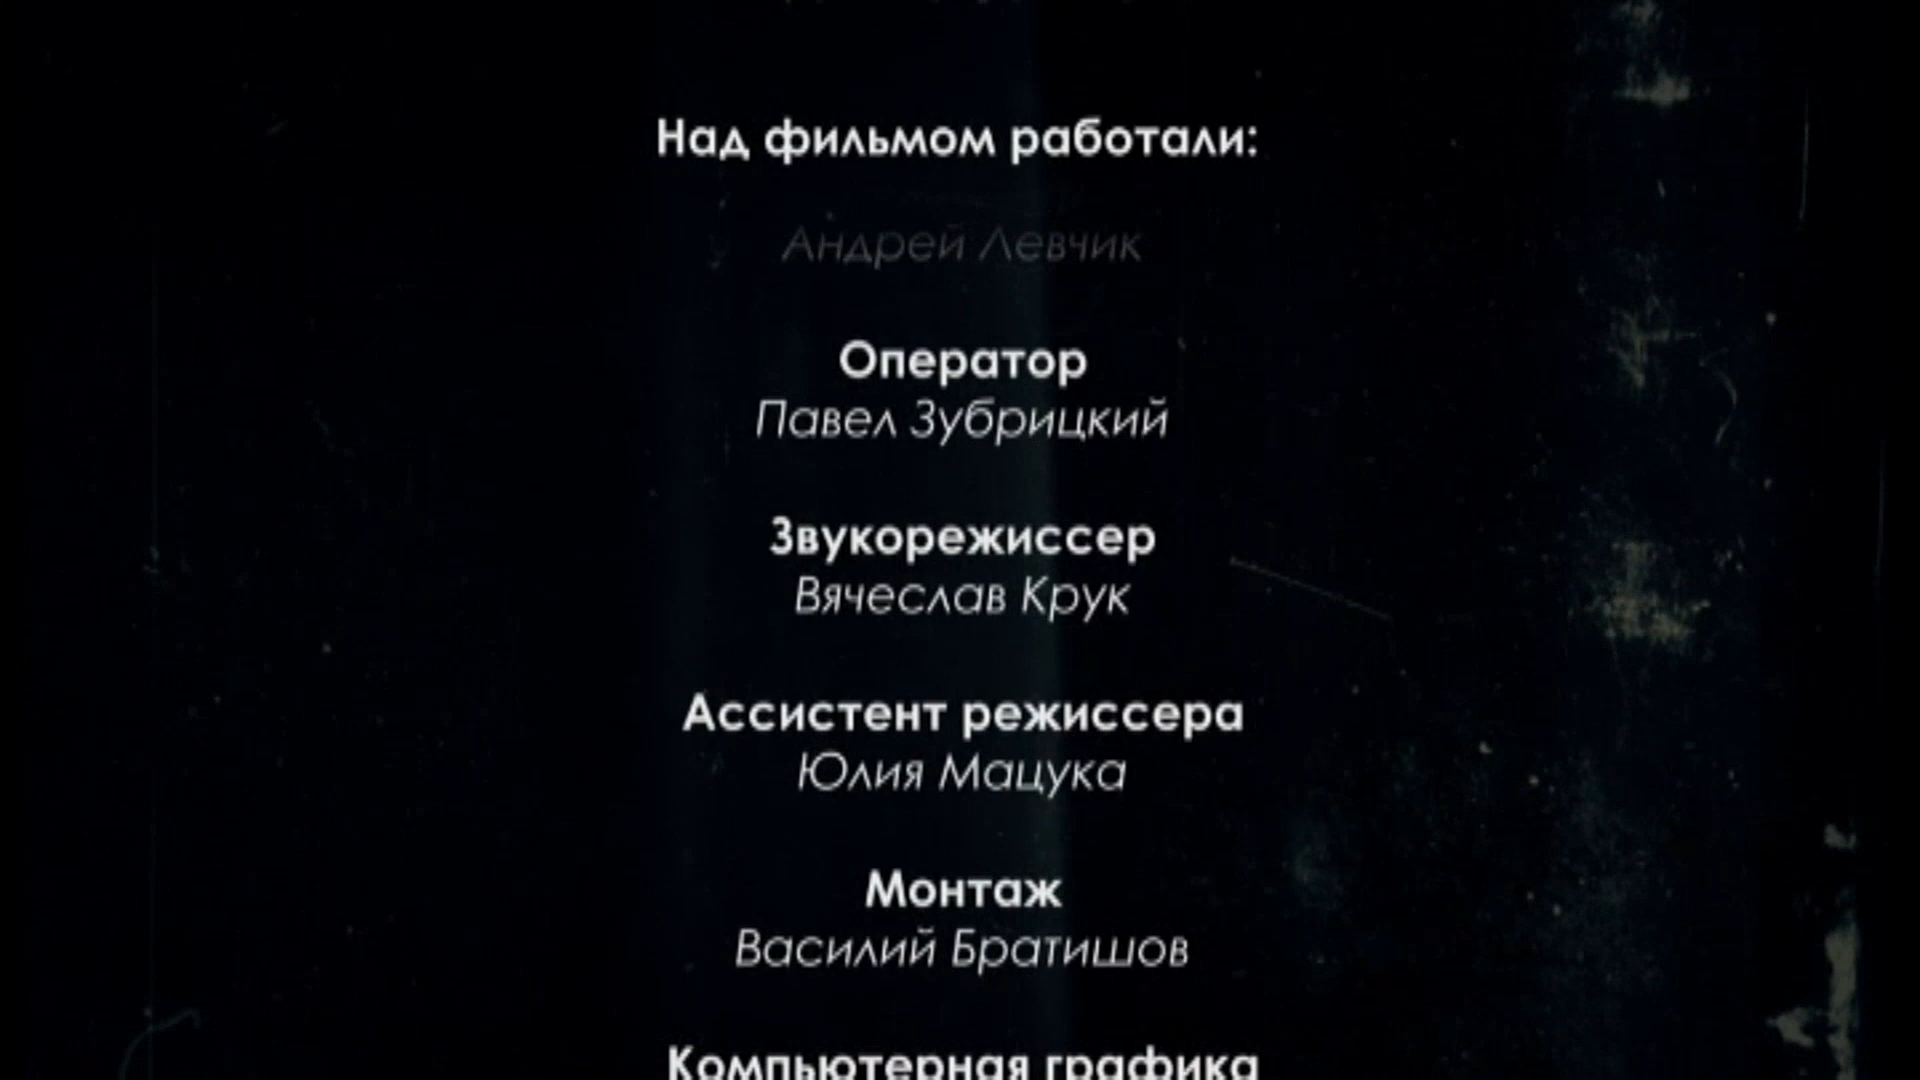 Над фильмом работали:
Андрей Левчик
Оператор
Павел Зубрицкий
Звукорежиссер
Вячеслав Крук
Ассистент режиссера
Юлия Мацука
Монтаж
Василий Братишов
Компьютерная графика